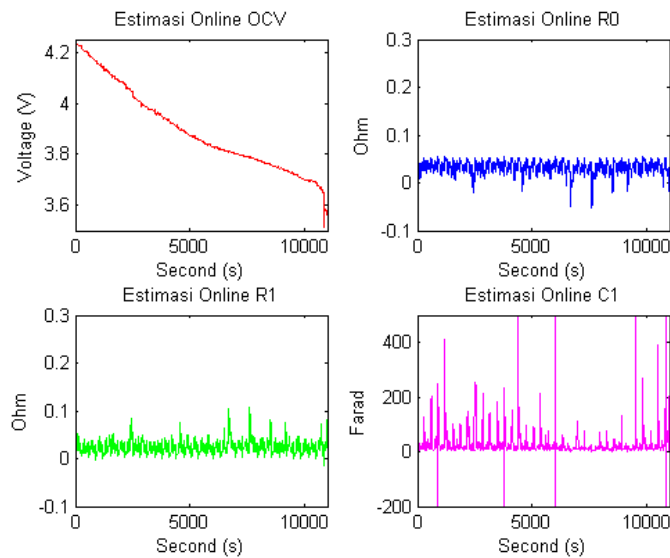 Estimasi Online OCV
Voltage (V)
4.2
4
3.8
3.6
0
5000
10000
Second (s)
Estimasi Online R0
Ohm
0.3
0.2
0.1
0
-0.1
0
5000
10000
Second (s)
Estimasi Online R1
Ohm
0.3
0.2
0.1
0
-0.1
0
5000
10000
Second (s)
Estimasi Online C1
Farad
400
200
0
-200
0
5000
10000
Second (s)